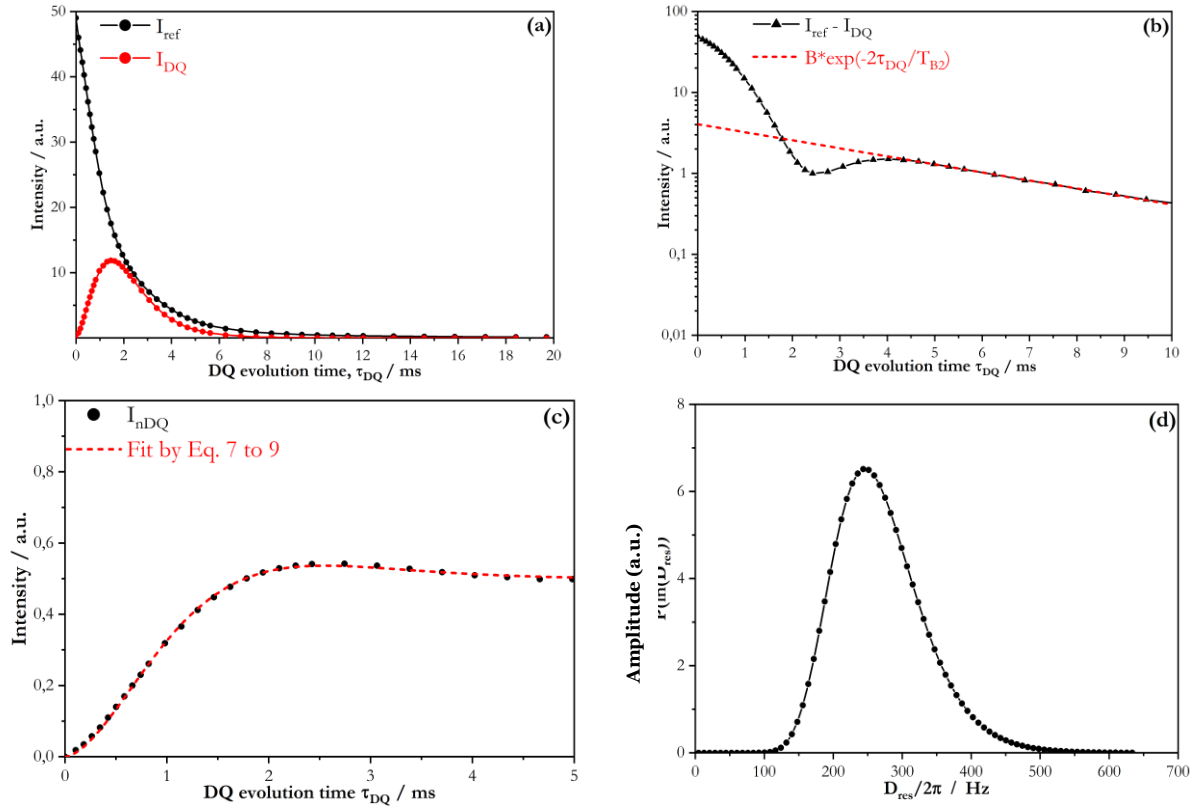 (a)
I_ref
I_DQ
50
40
30
20
10
0 2 4 6 8 10 12 14 16 18 20
Intensity / a.u.
DQ evolution time, τ_DQ / ms
(b)
I_ref - I_DQ
B*exp(-2τ_DQ/T_B2)
100
10
1
0,1
0,01
0 1 2 3 4 5 6 7 8 9 10
Intensity / a.u.
DQ evolution time τ_DQ / ms
(c)
I_nDQ
Fit by Eq. 7 to 9
1,0
0,8
0,6
0,4
0,2
0,0
0 1 2 3 4 5
Intensity / a.u.
DQ evolution time τ_DQ / ms
(d)
8
6
4
2
0
0 100 200 300 400 500 600 700
Amplitude (a.u.)
P(ln(D_res))
D_res/2π / Hz